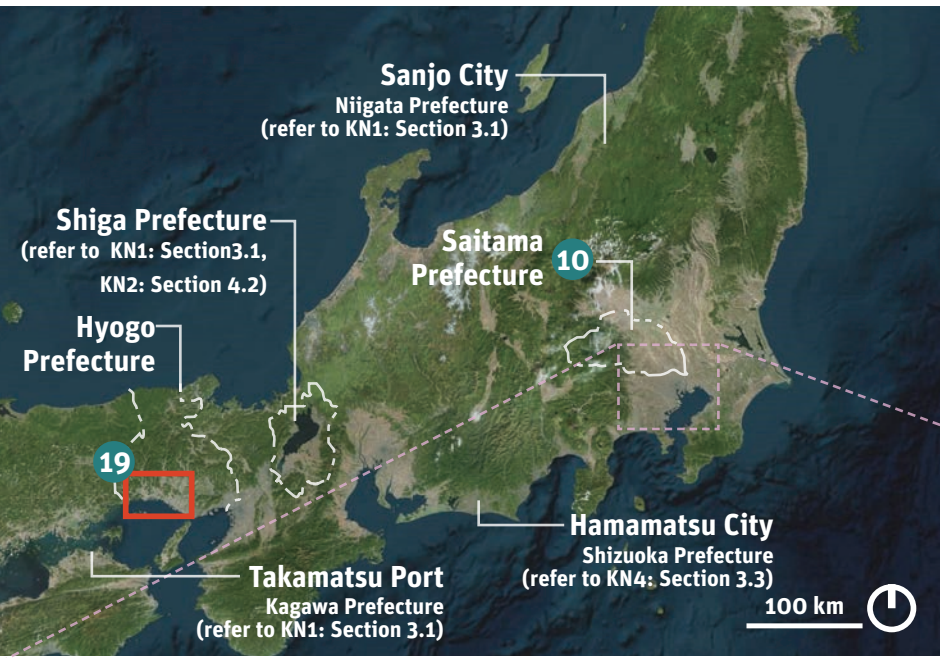 Sanjo City
Niigata Prefecture
(refer to KN1: Section 3.1)
Shiga Prefecture
(refer to KN1: Section3.1,
KN2: Section 4.2)
Saitama
Prefecture
10
Hyogo
Prefecture
19
Hamamatsu City
Shizuoka Prefecture
(refer to KN4: Section 3.3)
Takamatsu Port
Kagawa Prefecture
(refer to KN1: Section 3.1)
100 km